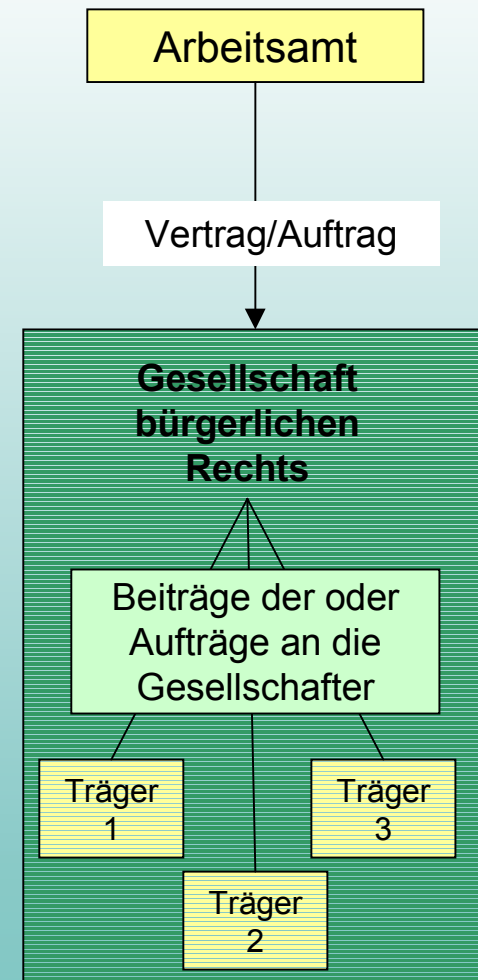 Arbeitsamt
Vertrag/Auftrag
Gesellschaft
bürgerlichen
Rechts
Beiträge der oder
Aufträge an die
Gesellschafter
Träger
1
Träger
3
Träger
2